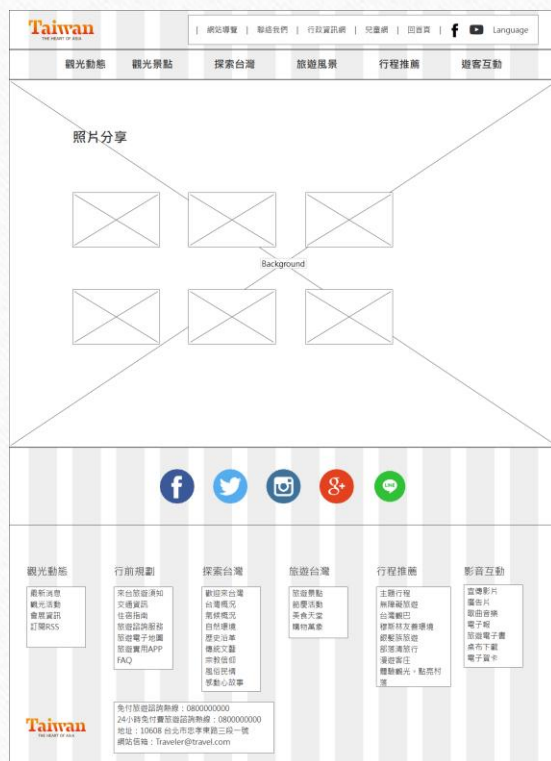 Taiwan
THE HEART OF ASIA
| 網站導覽 | 聯絡我們 | 行政資訊網 | 兒童網 | 回首頁 | f Language
觀光動態 觀光景點 探索台灣 旅遊風景 行程推薦 遊客互動
照片分享
Background
f g+ LINE
觀光動態
最新消息
觀光活動
會展資訊
訂閱RSS
行前規劃
來台旅遊須知
交通資訊
住宿指南
旅遊諮詢服務
旅遊電子地圖
旅遊實用APP
FAQ
探索台灣
歡迎來台灣
台灣概況
氣候概況
自然環境
歷史沿革
傳統文藝
宗教信仰
風俗民情
感動心故事
旅遊台灣
旅遊景點
節慶活動
美食天堂
購物萬象
行程推薦
主題行程
無障礙旅遊
台灣觀巴
穆斯林友善環境
銀髮族旅遊
部落清旅行
漫遊客庄
體驗觀光、點亮村
落
影音互動
宣傳影片
廣告片
歌曲音樂
電子報
旅遊電子書
桌布下載
電子賀卡
Taiwan
THE HEART OF ASIA
免付旅遊諮詢熱線：0800000000
24小時免付費旅遊諮詢熱線：0800000000
地址：10608 台北市忠孝東路三段一號
網站信箱：Traveler@travel.com